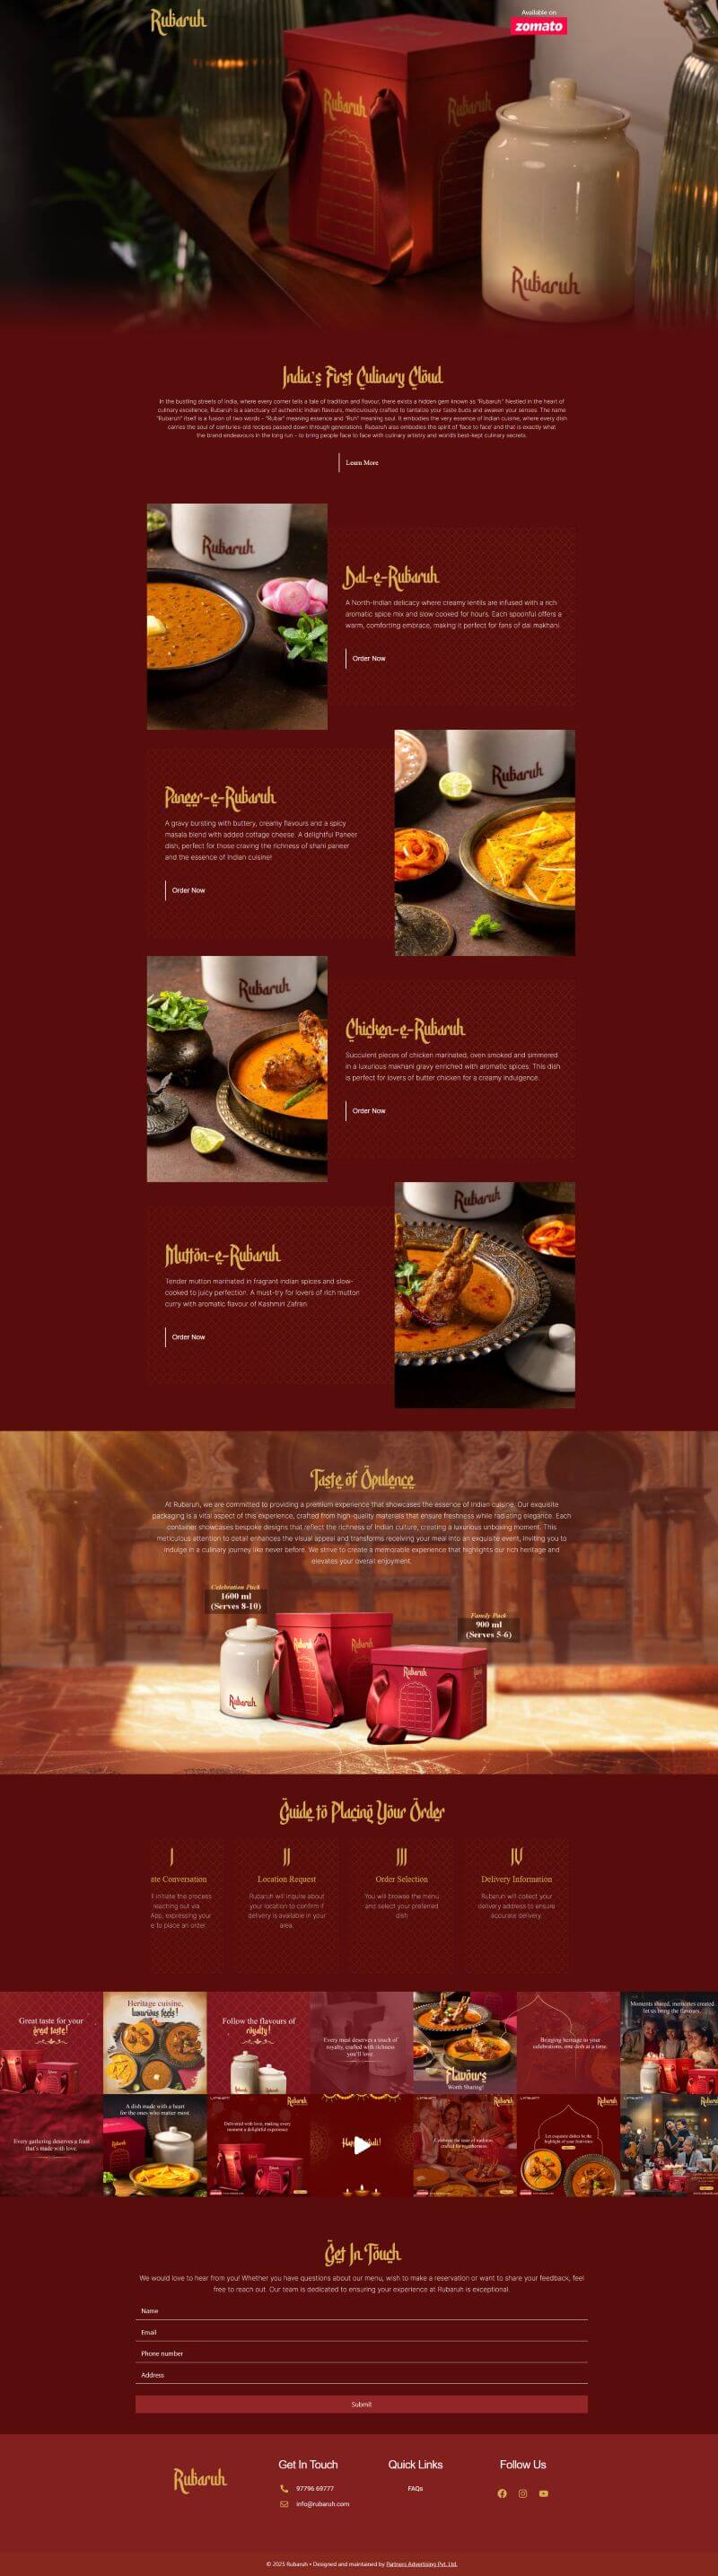 Rubaruh
Available on
zomato
Rubaruh
Rubaruh
Rubaruh
India's First Culinary Cloud
In the bustling streets of India, where every corner tells a tale of tradition and flavour, there exists a hidden gem known as "Rubaruh." Nestled in the heart of
culinary excellence, Rubaruh is a sanctuary of authentic Indian flavours, meticulously crafted to tantalize your taste buds and awaken your senses. The name
"Rubaruh" itself is a fusion of two words - "Ruba" meaning essence and "Ruh" meaning soul. It embodies the very essence of Indian cuisine, where every dish
carries the soul of centuries-old recipes passed down through generations. Rubaruh also embodies the spirit of 'face to face' and that is exactly what
the brand endeavours in the long run - to bring people face to face with culinary artistry and world's best-kept culinary secrets.
Learn More
Rubaruh
Dal-e-Rubaruh
A North-Indian delicacy where creamy lentils are infused with a rich
aromatic spice mix and slow cooked for hours. Each spoonful offers a
warm, comforting embrace, making it perfect for fans of dal makhani.
Order Now
Rubaruh
Paneer-e-Rubaruh
A gravy bursting with buttery, creamy flavours and a spicy
masala blend with added cottage cheese. A delightful Paneer
dish, perfect for those craving the richness of shahi paneer
and the essence of Indian cuisine!
Order Now
Rubaruh
Chicken-e-Rubaruh
Succulent pieces of chicken marinated, oven smoked and simmered
in a luxurious makhani gravy enriched with aromatic spices. This dish
is perfect for lovers of butter chicken for a creamy indulgence.
Order Now
Rubaruh
Mutton-e-Rubaruh
Tender mutton marinated in fragrant indian spices and slow-
cooked to juicy perfection. A must-try for lovers of rich mutton
curry with aromatic flavour of Kashmiri Zafran
Order Now
Taste of Opulence
At Rubaruh, we are committed to providing a premium experience that showcases the essence of Indian cuisine. Our exquisite
packaging is a vital aspect of this experience, crafted from high-quality materials that ensure freshness while radiating elegance. Each
container showcases bespoke designs that reflect the richness of Indian culture, creating a luxurious unboxing moment. This
meticulous attention to detail enhances the visual appeal and transforms receiving your meal into an exquisite event, inviting you to
indulge in a culinary journey like never before. We strive to create a memorable experience that highlights our rich heritage and
elevates your overall enjoyment.
Celebration Pack
1600 ml
(Serves 8-10)
Family Pack
900 ml
(Serves 5-6)
Rubaruh
Rubaruh
Rubaruh
Rubaruh
Guide to Placing Your Order
I
II
III
IV
ate Conversation
Location Request
Order Selection
Delivery Information
initiate the process
reaching out via
App, expressing your
e to place an order.
Rubaruh will inquire about
your location to confirm if
delivery is available in your
area.
You will browse the menu
and select your preferred
dish
Rubaruh will collect your
delivery address to ensure
accurate delivery.
Great taste for your
great taste!
Heritage cuisine,
luxurious feels!
Follow the flavours of
royalty!
Every meal deserves a touch of
royalty, crafted with richness
you'll love.
Flavours
Worth Sharing!
Bringing heritage to your
celebrations, one dish at a time.
Moments shared, memories created
let us bring the flavours
Every gathering deserves a feast
that's made with love.
A dish made with a heart
for the ones who matter most
Delivered with love, making every
moment a delightful experience
Rubaruh
Celebrate the taste of tradition,
crafted for togetherness.
Rubaruh
Let exquisite dishes be the
highlight of your festivities
Rubaruh
Get In Touch
We would love to hear from you! Whether you have questions about our menu, wish to make a reservation or want to share your feedback, feel
free to reach out. Our team is dedicated to ensuring your experience at Rubaruh is exceptional.
Name
Email
Phone number
Address
Submit
Rubaruh
Get In Touch
97796 69777
info@rubaruh.com
Quick Links
FAQs
Follow Us
© 2025 Rubaruh • Designed and maintained by Partners Advertising Pvt. Ltd.